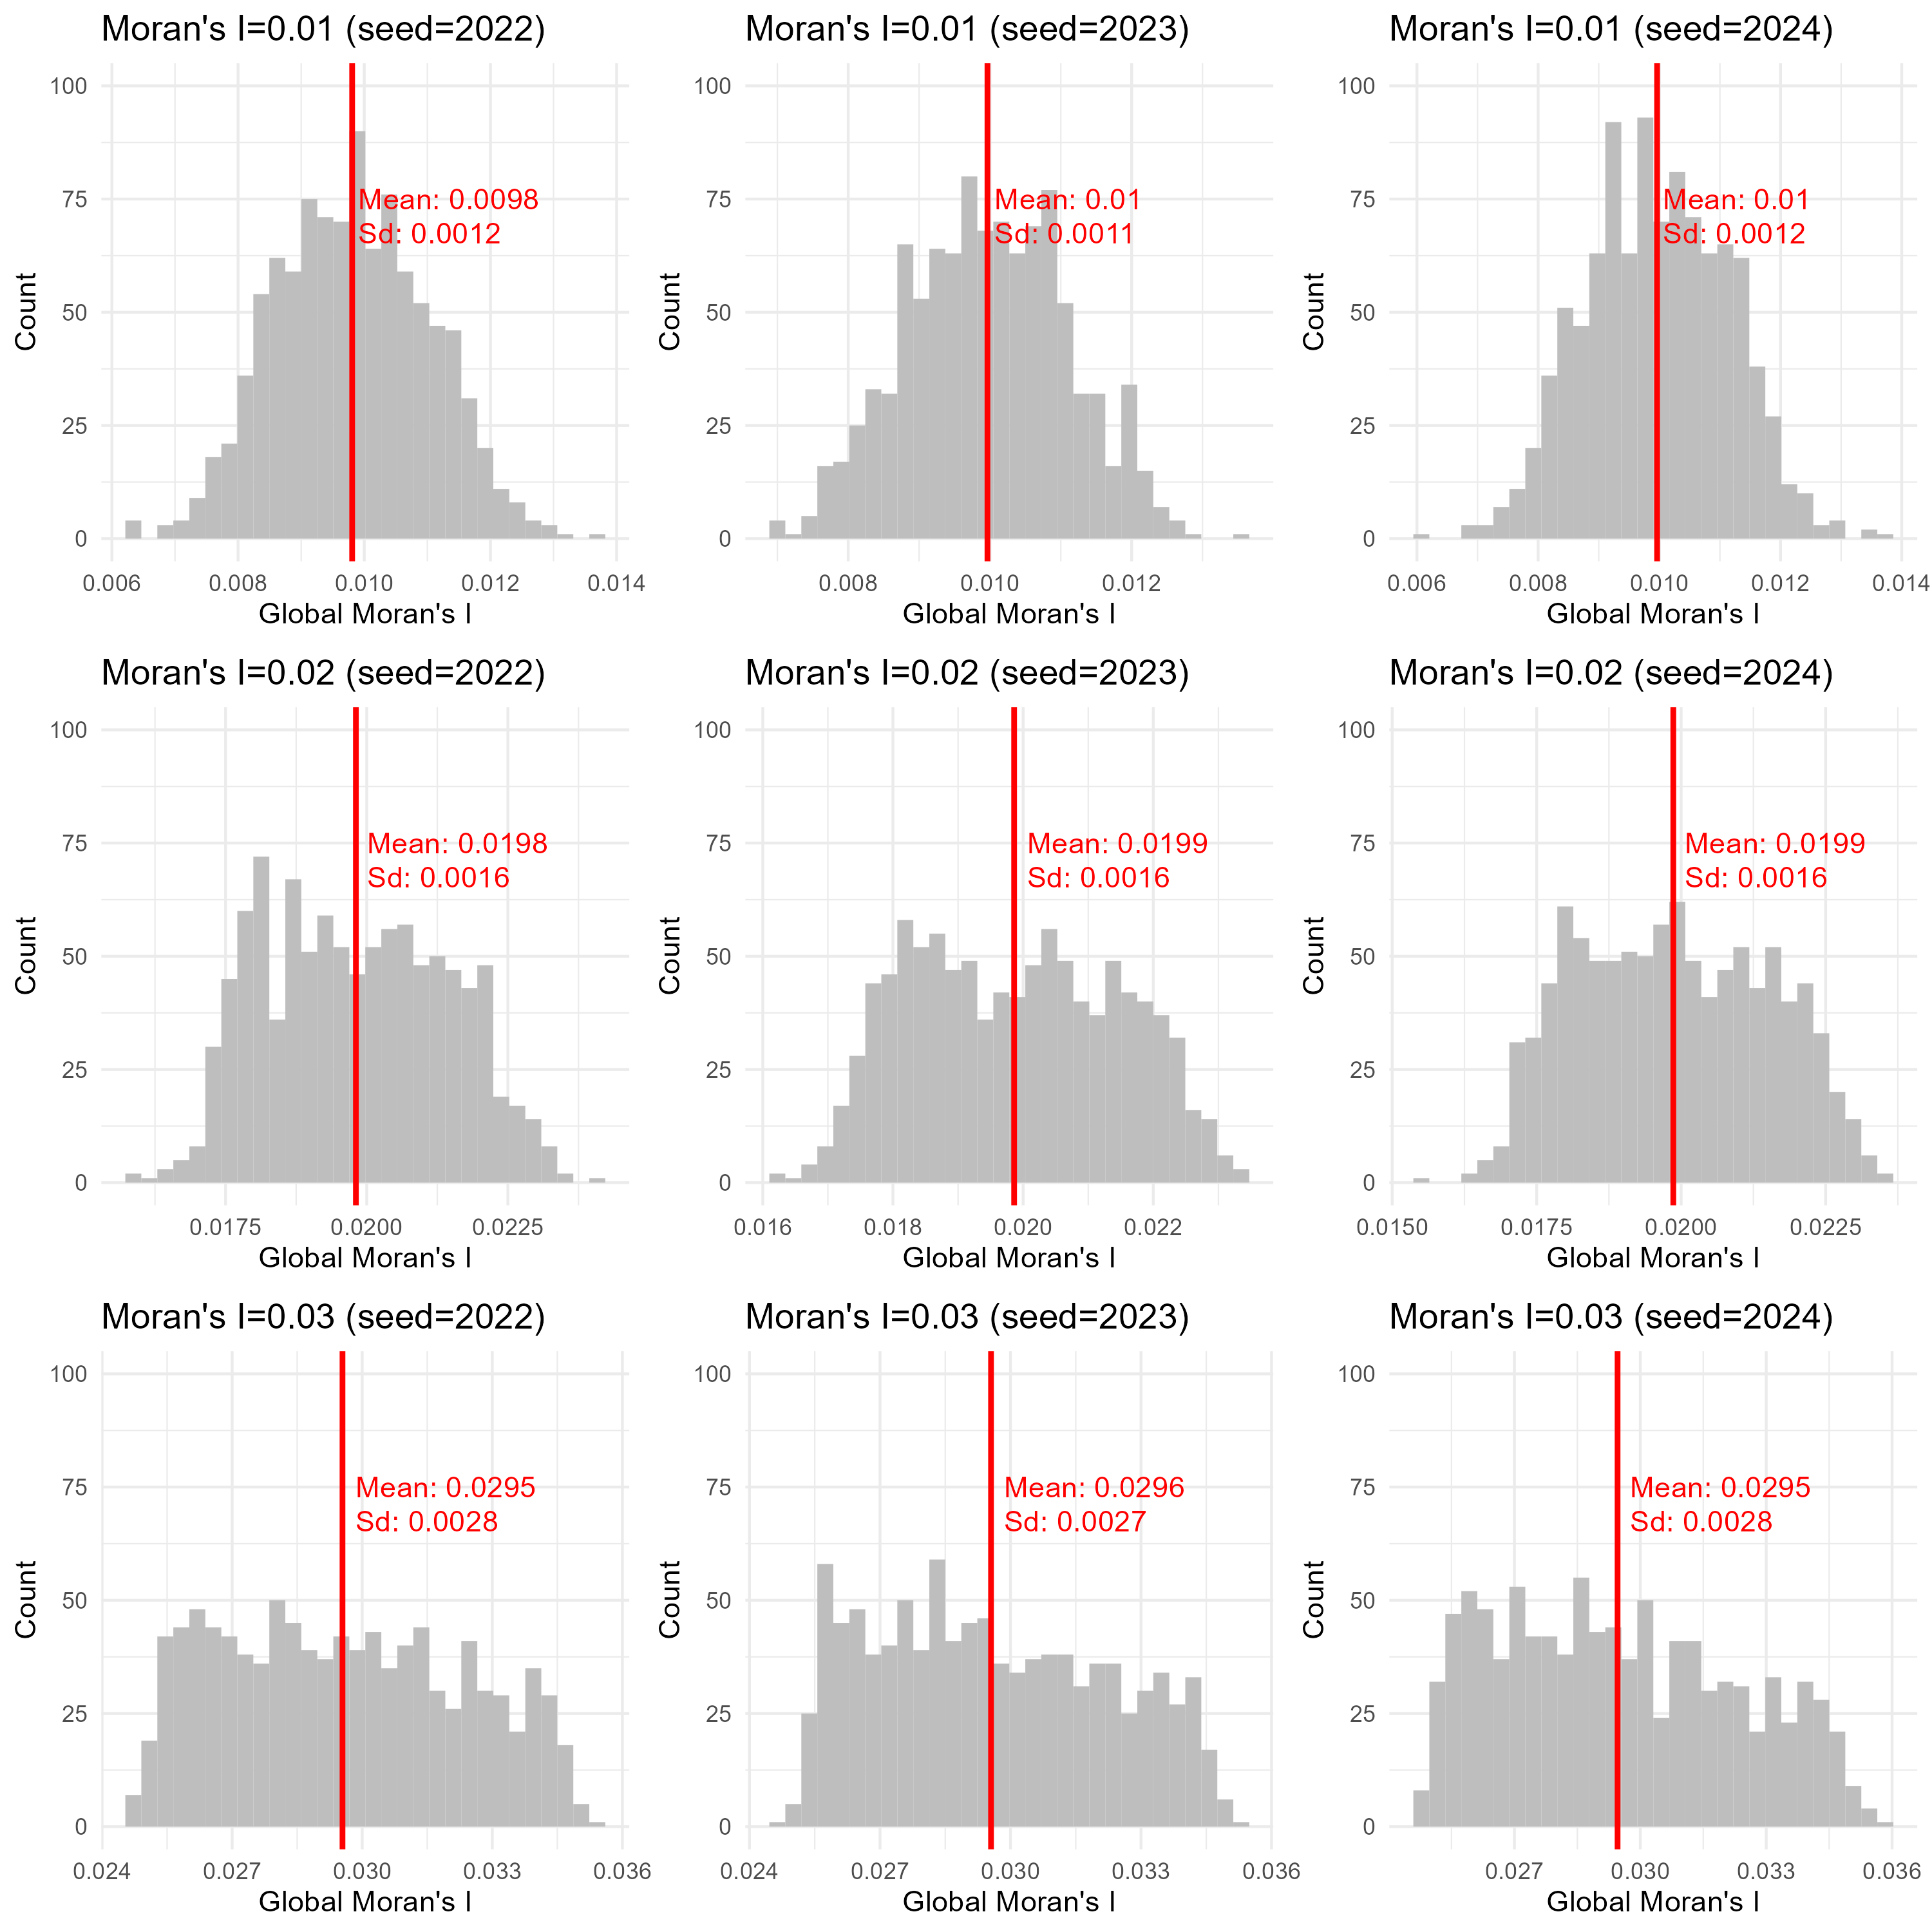 Moran's I=0.01 (seed=2022)
100
75
50
25
0
Count
Mean: 0.0098
Sd: 0.0012
0.006 0.008 0.010 0.012 0.014
Global Moran's I
Moran's I=0.01 (seed=2023)
100
75
50
25
0
Count
Mean: 0.01
Sd: 0.0011
0.008 0.010 0.012
Global Moran's I
Moran's I=0.01 (seed=2024)
100
75
50
25
0
Count
Mean: 0.01
Sd: 0.0012
0.006 0.008 0.010 0.012 0.014
Global Moran's I
Moran's I=0.02 (seed=2022)
100
75
50
25
0
Count
Mean: 0.0198
Sd: 0.0016
0.0175 0.0200 0.0225
Global Moran's I
Moran's I=0.02 (seed=2023)
100
75
50
25
0
Count
Mean: 0.0199
Sd: 0.0016
0.016 0.018 0.020 0.022
Global Moran's I
Moran's I=0.02 (seed=2024)
100
75
50
25
0
Count
Mean: 0.0199
Sd: 0.0016
0.0150 0.0175 0.0200 0.0225
Global Moran's I
Moran's I=0.03 (seed=2022)
100
75
50
25
0
Count
Mean: 0.0295
Sd: 0.0028
0.024 0.027 0.030 0.033 0.036
Global Moran's I
Moran's I=0.03 (seed=2023)
100
75
50
25
0
Count
Mean: 0.0296
Sd: 0.0027
0.024 0.027 0.030 0.033 0.036
Global Moran's I
Moran's I=0.03 (seed=2024)
100
75
50
25
0
Count
Mean: 0.0295
Sd: 0.0028
0.027 0.030 0.033 0.036
Global Moran's I